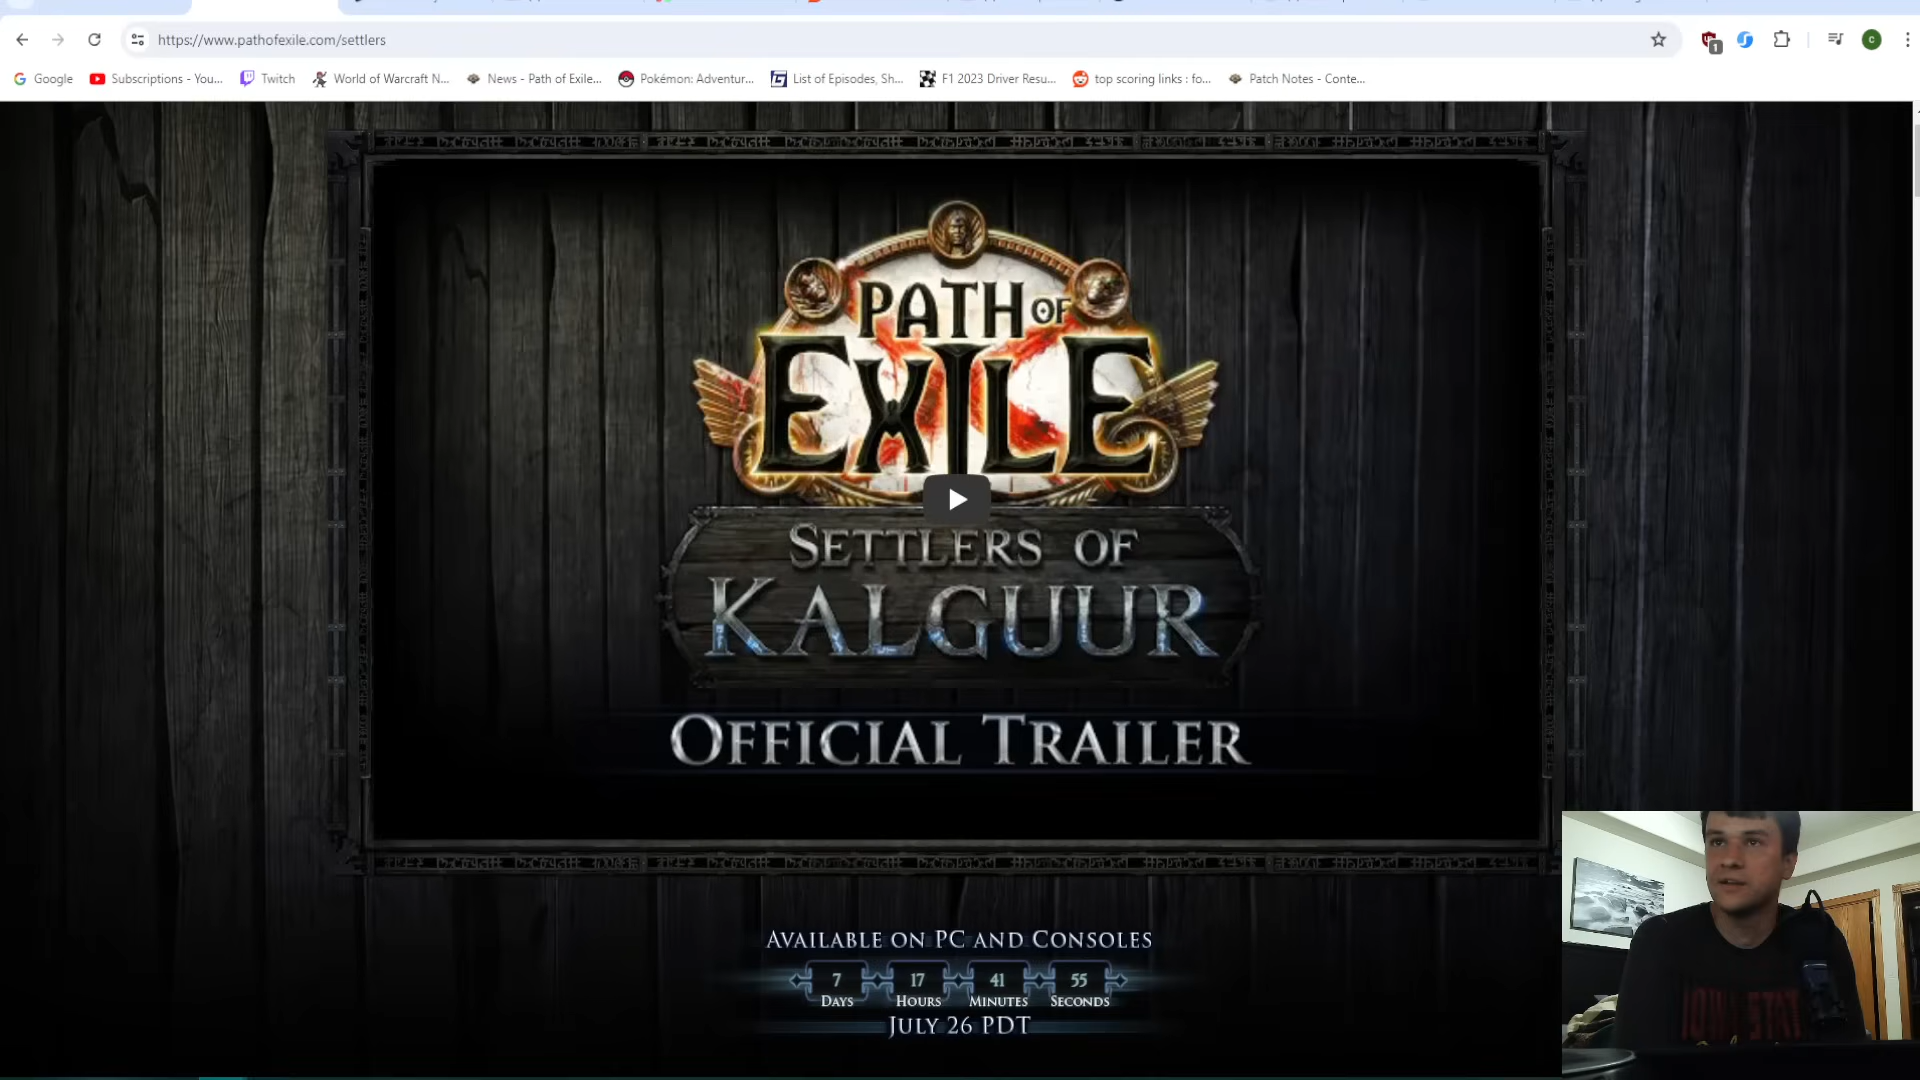 https://www.pathofexile.com/settlers
1
C
Google
Subscriptions - You...
Twitch
World of Warcraft N...
News - Path of Exile...
Pokémon: Adventur...
List of Episodes, Sh...
F1 2023 Driver Resu...
top scoring links : fo...
Patch Notes - Conte...
PATH OF
EXILE
SETTLERS OF
KALGUUR
OFFICIAL TRAILER
AVAILABLE ON PC AND CONSOLES
7 17 41 55
DAYS HOURS MINUTES SECONDS
JULY 26 PDT